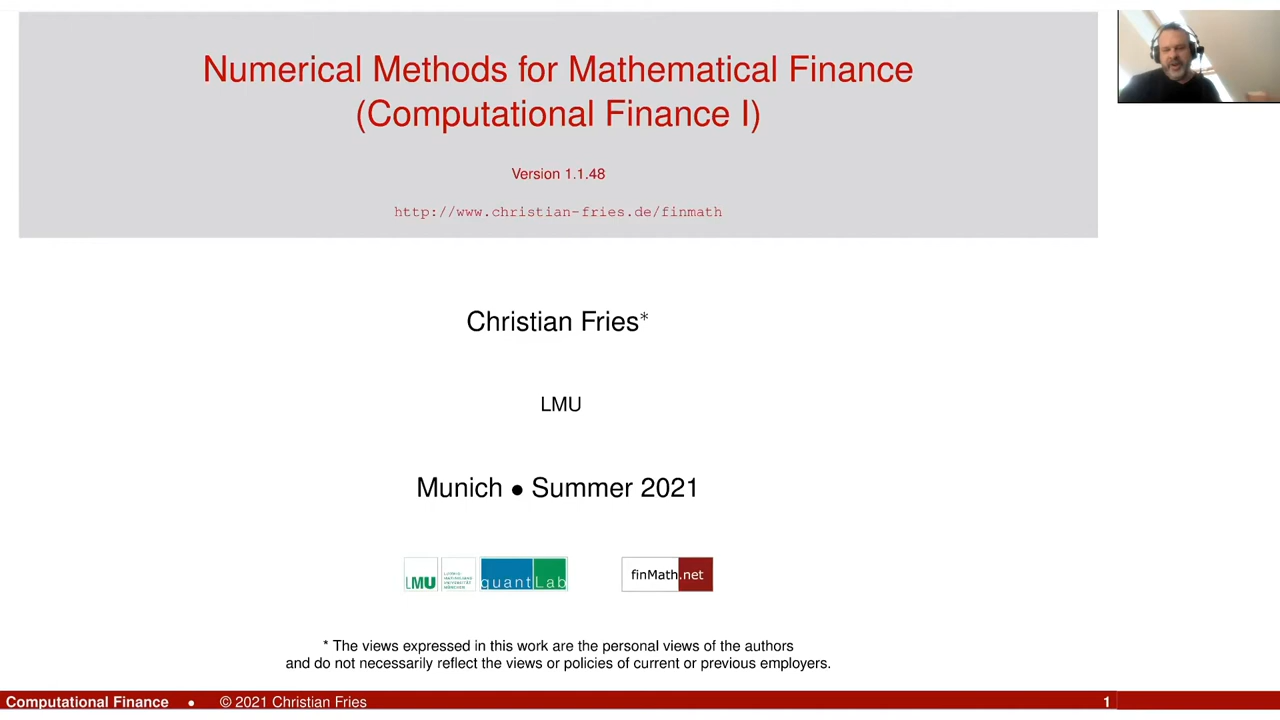 Numerical Methods for Mathematical Finance
(Computational Finance I)
Version 1.1.48
http://www.christian-fries.de/finmath
Christian Fries*
LMU
Munich • Summer 2021
LMU
quantLab
finMath.net
* The views expressed in this work are the personal views of the authors
and do not necessarily reflect the views or policies of current or previous employers.
Computational Finance • © 2021 Christian Fries 1